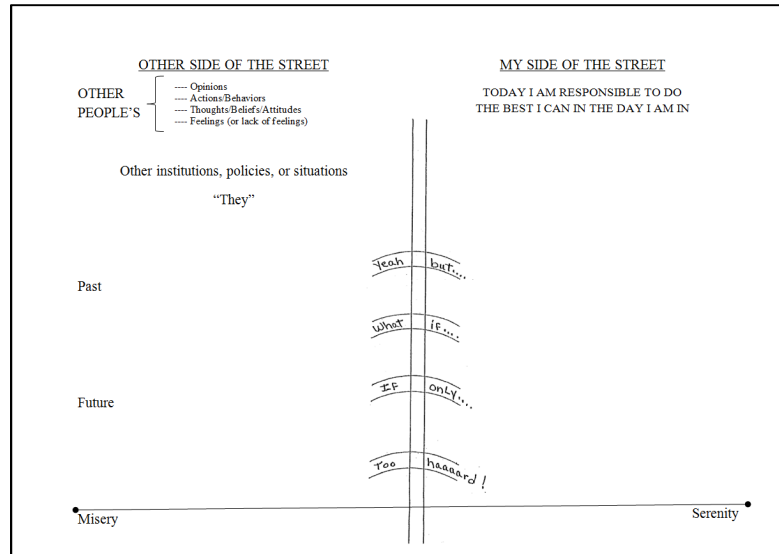 OTHER SIDE OF THE STREET
MY SIDE OF THE STREET
OTHER
PEOPLE'S
---- Opinions
---- Actions/Behaviors
---- Thoughts/Beliefs/Attitudes
---- Feelings (or lack of feelings)
TODAY I AM RESPONSIBLE TO DO
THE BEST I CAN IN THE DAY I AM IN
Other institutions, policies, or situations
“They”
Yeah but....
Past
What if....
If onLy....
Future
Too haaaard!
Misery
Serenity